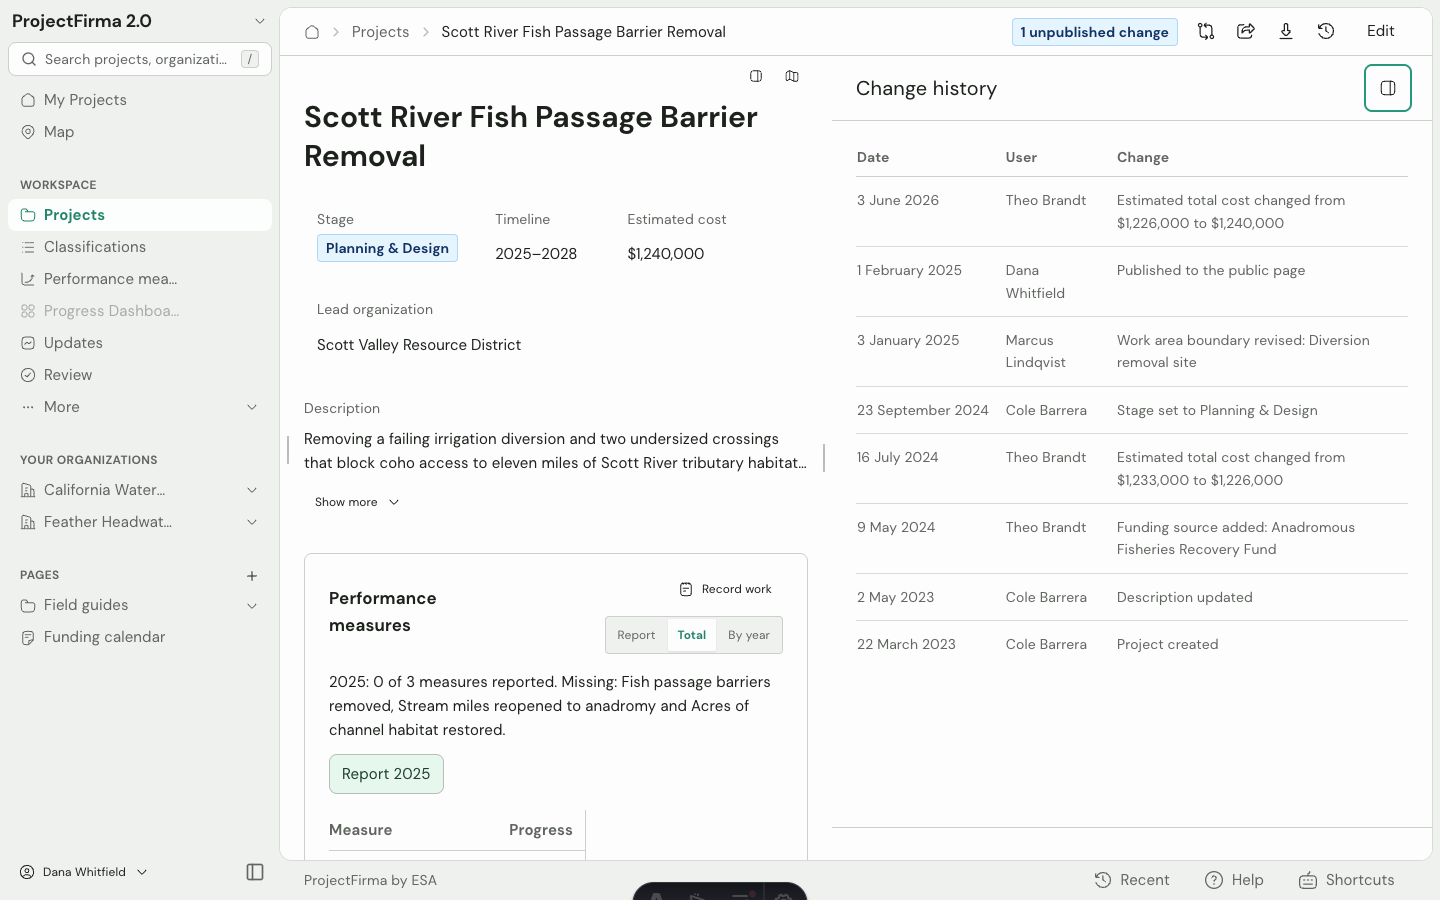 ProjectFirma 2.0
Search projects, organizati...
/
My Projects
Map
WORKSPACE
Projects
Classifications
Performance mea...
Progress Dashboa...
Updates
Review
More
YOUR ORGANIZATIONS
California Water...
Feather Headwat...
PAGES
Field guides
Funding calendar
Dana Whitfield
Projects
Scott River Fish Passage Barrier Removal
1 unpublished change
Edit
Scott River Fish Passage Barrier
Removal
Stage
Timeline
Estimated cost
Planning & Design
2025–2028
$1,240,000
Lead organization
Scott Valley Resource District
Description
Removing a failing irrigation diversion and two undersized crossings
that block coho access to eleven miles of Scott River tributary habitat...
Show more
Performance
measures
Record work
Report
Total
By year
2025: 0 of 3 measures reported. Missing: Fish passage barriers
removed, Stream miles reopened to anadromy and Acres of
channel habitat restored.
Report 2025
Measure
Progress
Change history
Date
User
Change
3 June 2026
Theo Brandt
Estimated total cost changed from
$1,226,000 to $1,240,000
1 February 2025
Dana
Whitfield
Published to the public page
3 January 2025
Marcus
Lindqvist
Work area boundary revised: Diversion
removal site
23 September 2024
Cole Barrera
Stage set to Planning & Design
16 July 2024
Theo Brandt
Estimated total cost changed from
$1,233,000 to $1,226,000
9 May 2024
Theo Brandt
Funding source added: Anadromous
Fisheries Recovery Fund
2 May 2023
Cole Barrera
Description updated
22 March 2023
Cole Barrera
Project created
ProjectFirma by ESA
Recent
Help
Shortcuts